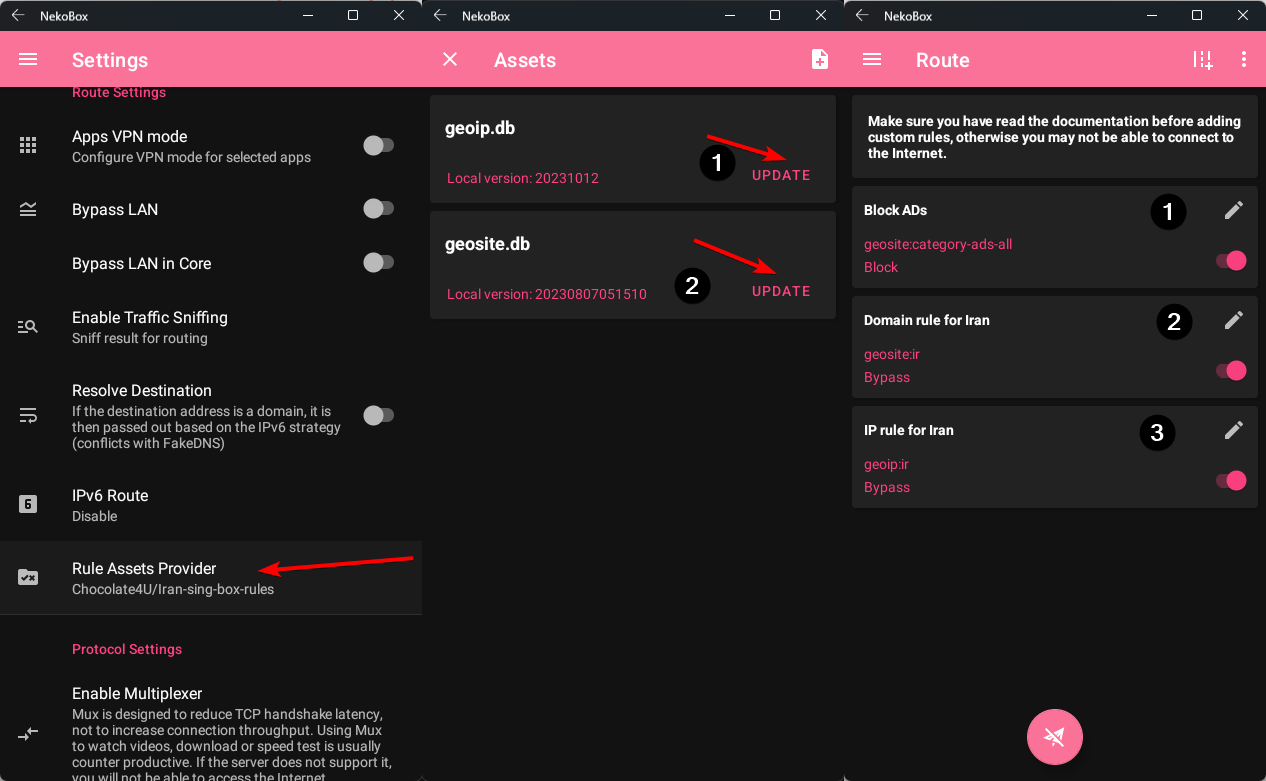 NekoBox
Settings
Route Settings
Apps VPN mode
Configure VPN mode for selected apps
Bypass LAN
Bypass LAN in Core
Enable Traffic Sniffing
Sniff result for routing
Resolve Destination
If the destination address is a domain, it is
then passed out based on the IPv6 strategy
(conflicts with FakeDNS)
6
IPv6 Route
Disable
Rule Assets Provider
Chocolate4U/Iran-sing-box-rules
Protocol Settings
Enable Multiplexer
Mux is designed to reduce TCP handshake latency,
not to increase connection throughput. Using Mux
to watch videos, download or speed test is usually
counter productive. If the server does not support it,
you will not be able to access the Internet.
NekoBox
Assets
geoip.db
1
Local version: 20231012
UPDATE
geosite.db
2
Local version: 20230807051510
UPDATE
NekoBox
Route
Make sure you have read the documentation before adding
custom rules, otherwise you may not be able to connect to
the Internet.
Block ADs
1
geosite:category-ads-all
Block
Domain rule for Iran
2
geosite:ir
Bypass
IP rule for Iran
3
geoip:ir
Bypass